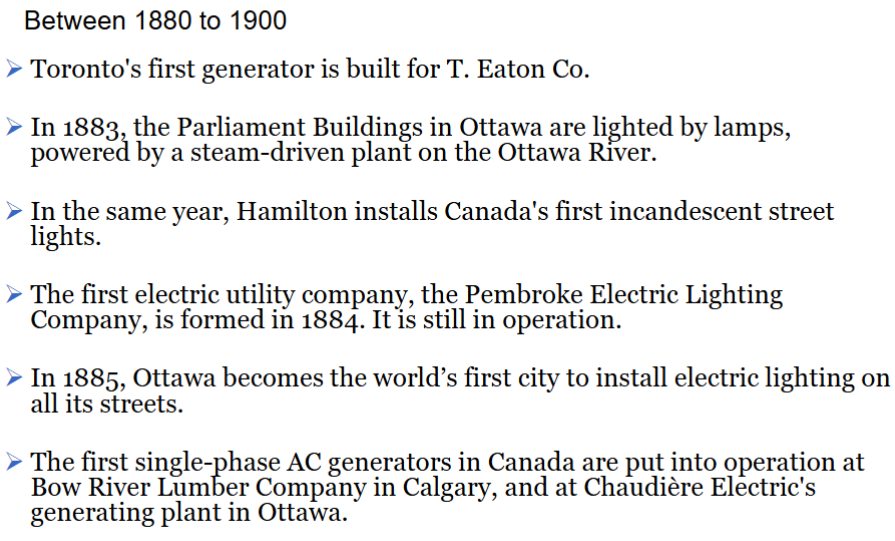 Between 1880 to 1900
➢ Toronto's first generator is built for T. Eaton Co.
➢ In 1883, the Parliament Buildings in Ottawa are lighted by lamps,
powered by a steam-driven plant on the Ottawa River.
➢ In the same year, Hamilton installs Canada's first incandescent street
lights.
➢ The first electric utility company, the Pembroke Electric Lighting
Company, is formed in 1884. It is still in operation.
➢ In 1885, Ottawa becomes the world’s first city to install electric lighting on
all its streets.
➢ The first single-phase AC generators in Canada are put into operation at
Bow River Lumber Company in Calgary, and at Chaudière Electric's
generating plant in Ottawa.